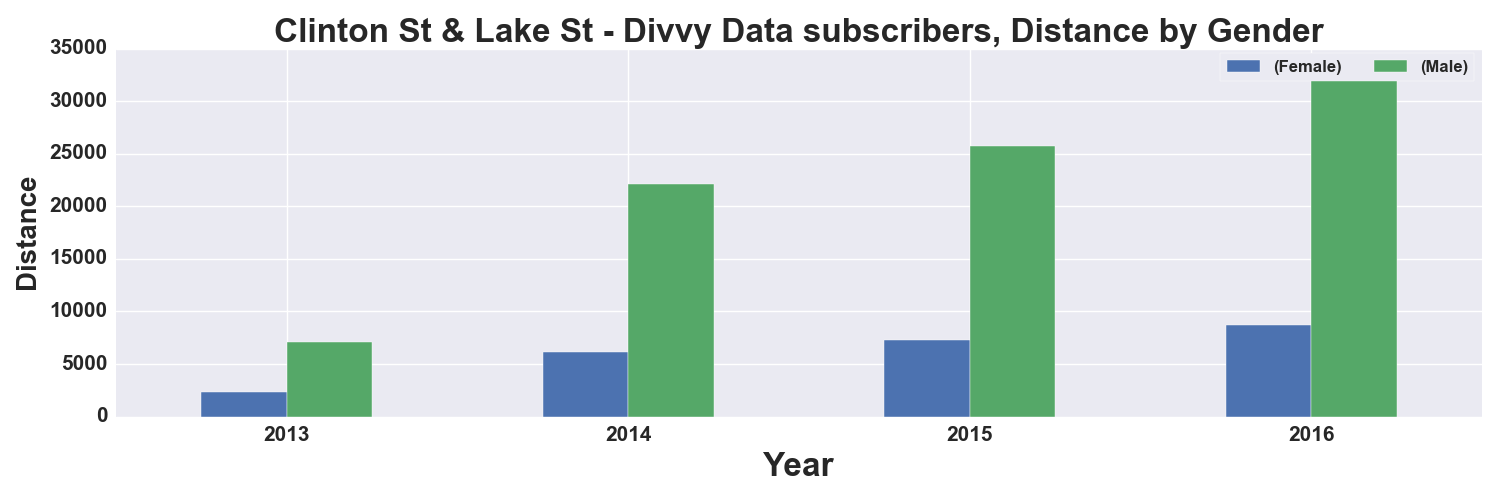 Clinton St & Lake St - Divvy Data subscribers, Distance by Gender
(Female) (Male)
35000
30000
25000
20000
15000
10000
5000
0
Distance
2013 2014 2015 2016
Year